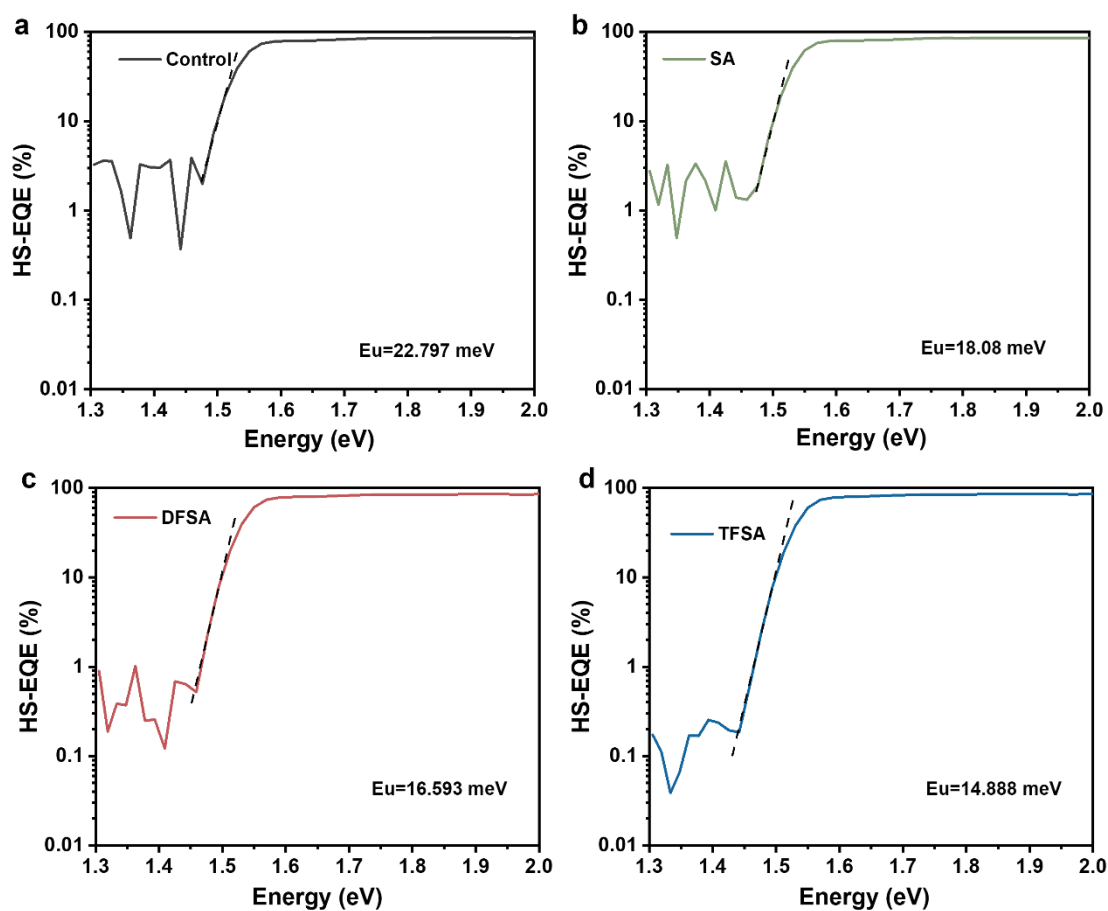 a
Control
HS-EQE (%)
100
10
1
0.1
0.01
Eu=22.797 meV
1.3 1.4 1.5 1.6 1.7 1.8 1.9 2.0
Energy (eV)
b
SA
HS-EQE (%)
100
10
1
0.1
0.01
Eu=18.08 meV
1.3 1.4 1.5 1.6 1.7 1.8 1.9 2.0
Energy (eV)
c
DFSA
HS-EQE (%)
100
10
1
0.1
0.01
Eu=16.593 meV
1.3 1.4 1.5 1.6 1.7 1.8 1.9 2.0
Energy (eV)
d
TFSA
HS-EQE (%)
100
10
1
0.1
0.01
Eu=14.888 meV
1.3 1.4 1.5 1.6 1.7 1.8 1.9 2.0
Energy (eV)